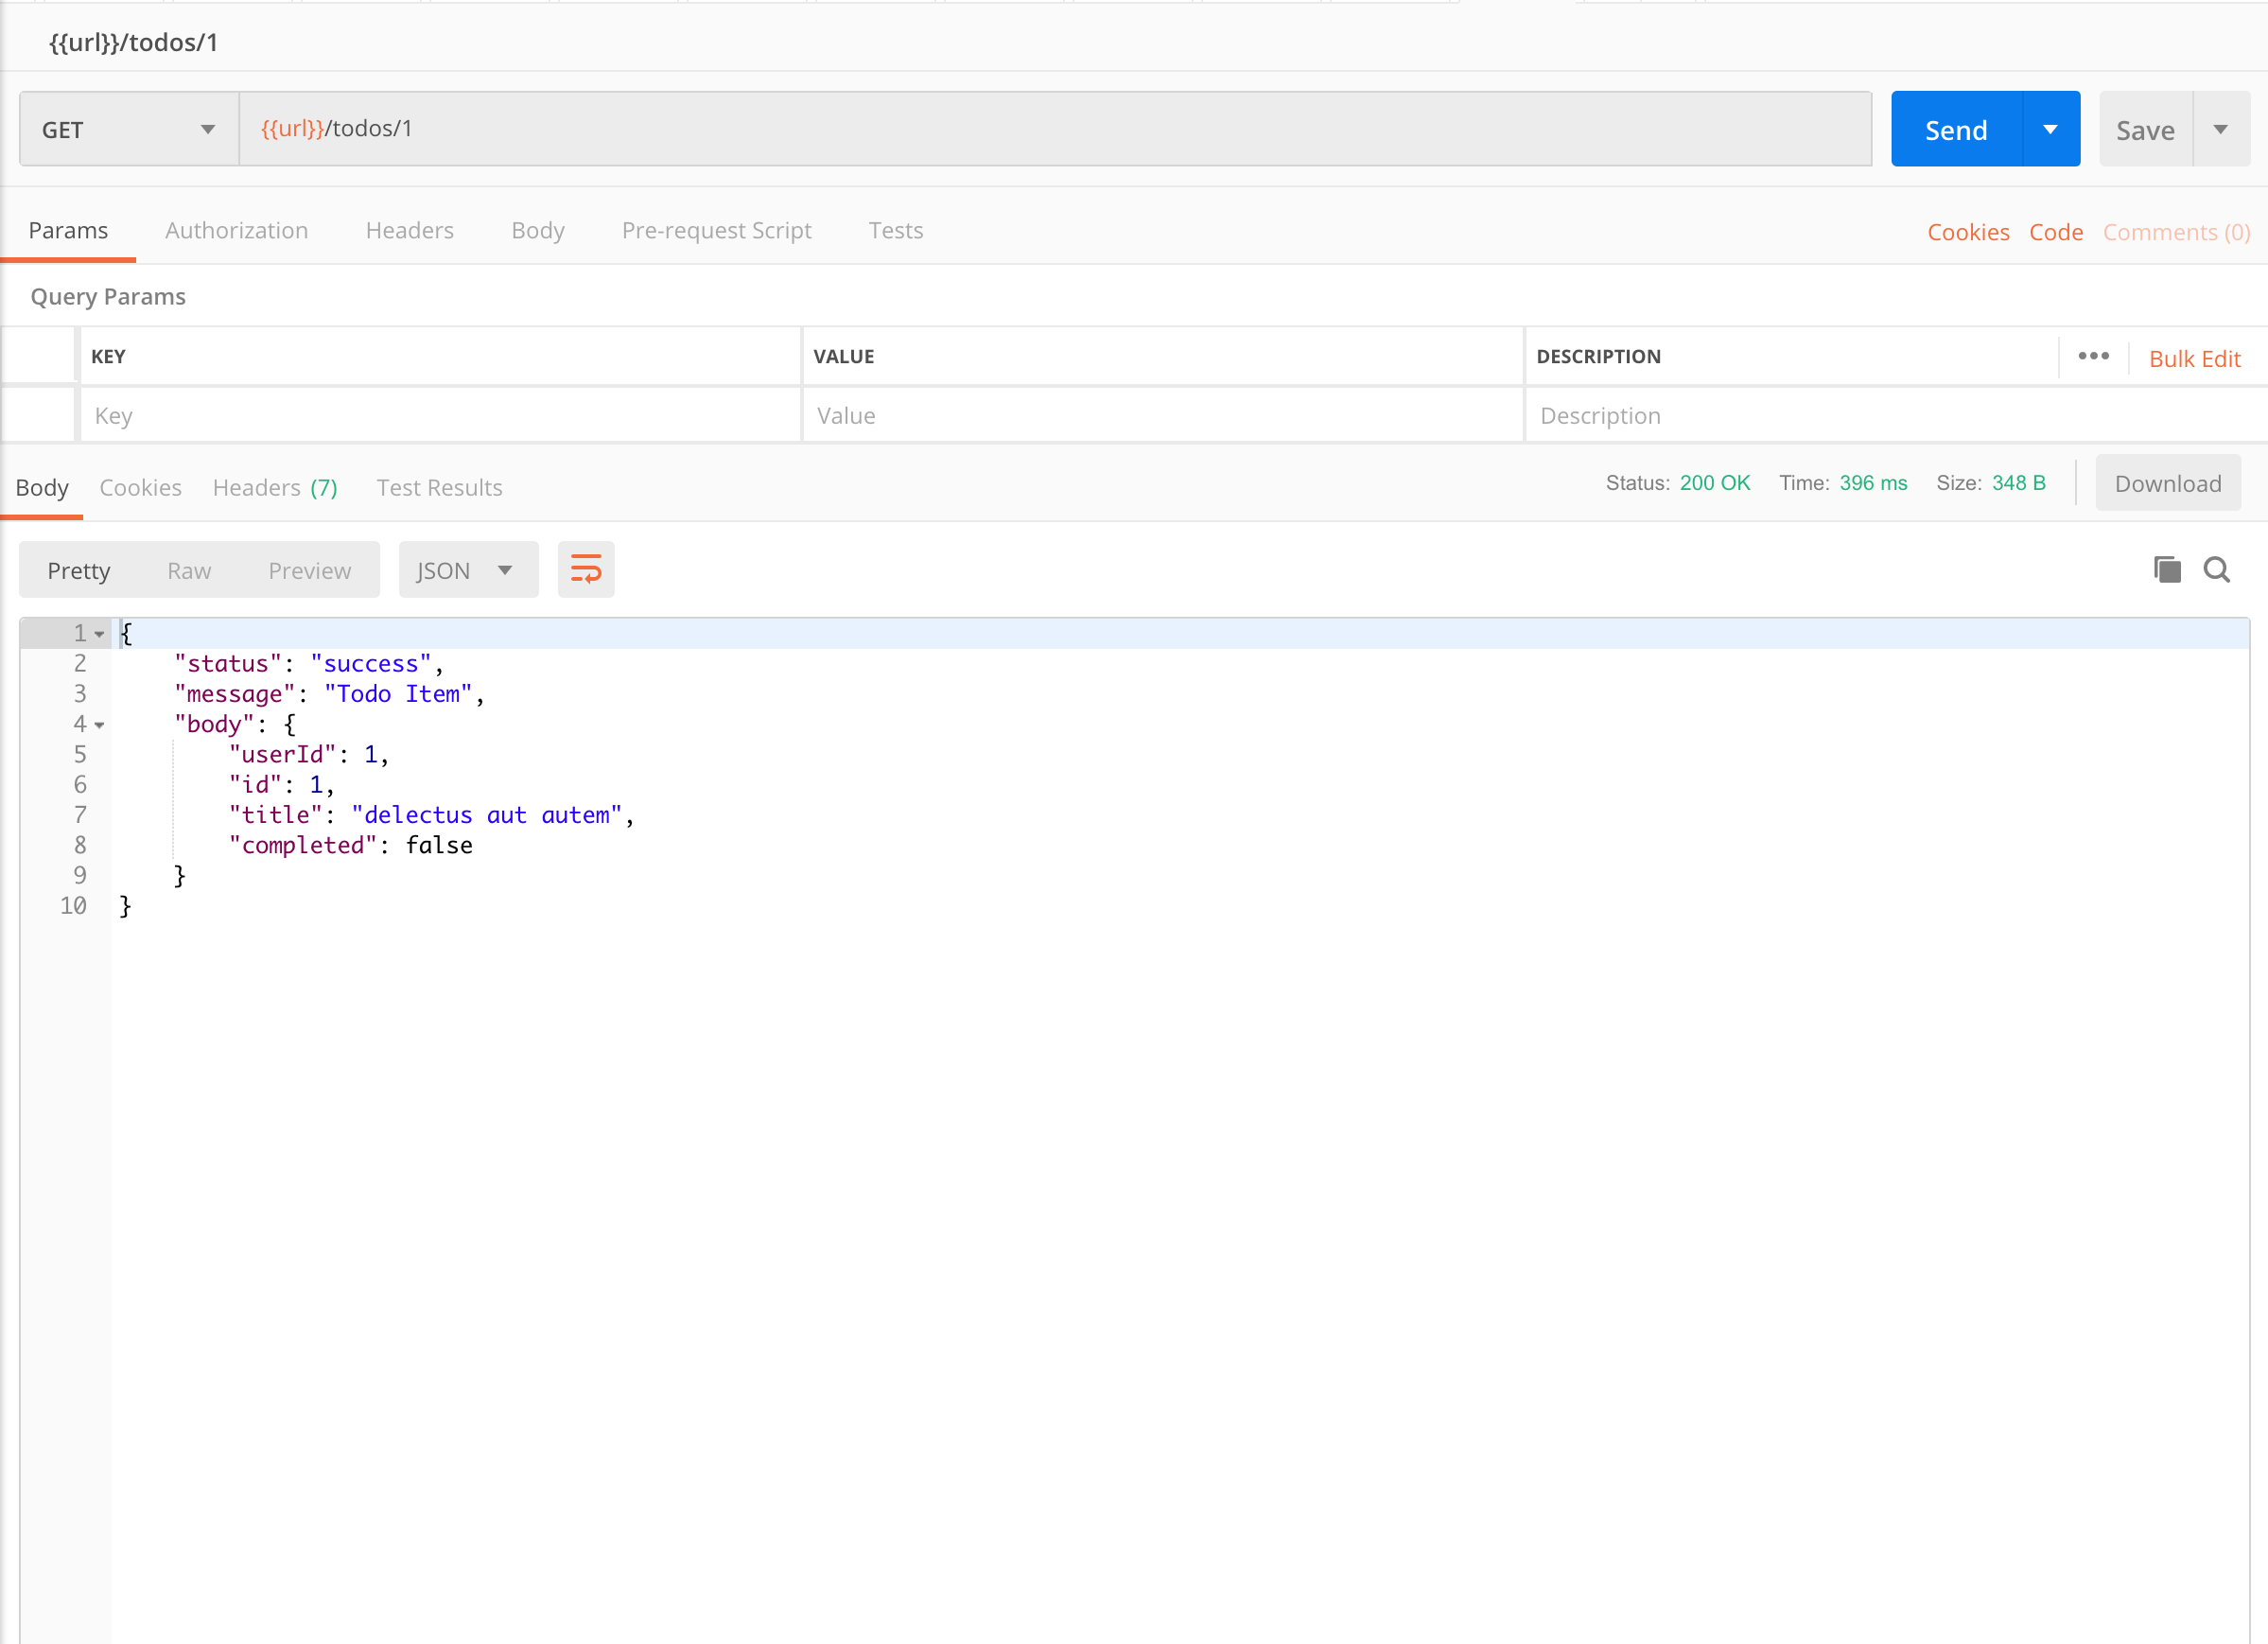 {{url}}/todos/1
GET {{url}}/todos/1 Send Save
Params Authorization Headers Body Pre-request Script Tests Cookies Code Comments (0)
Query Params
KEY VALUE DESCRIPTION ••• Bulk Edit
Key Value Description
Body Cookies Headers (7) Test Results Status: 200 OK Time: 396 ms Size: 348 B Download
Pretty Raw Preview JSON
1 {
2 "status": "success",
3 "message": "Todo Item",
4 "body": {
5 "userId": 1,
6 "id": 1,
7 "title": "delectus aut autem",
8 "completed": false
9 }
10 }